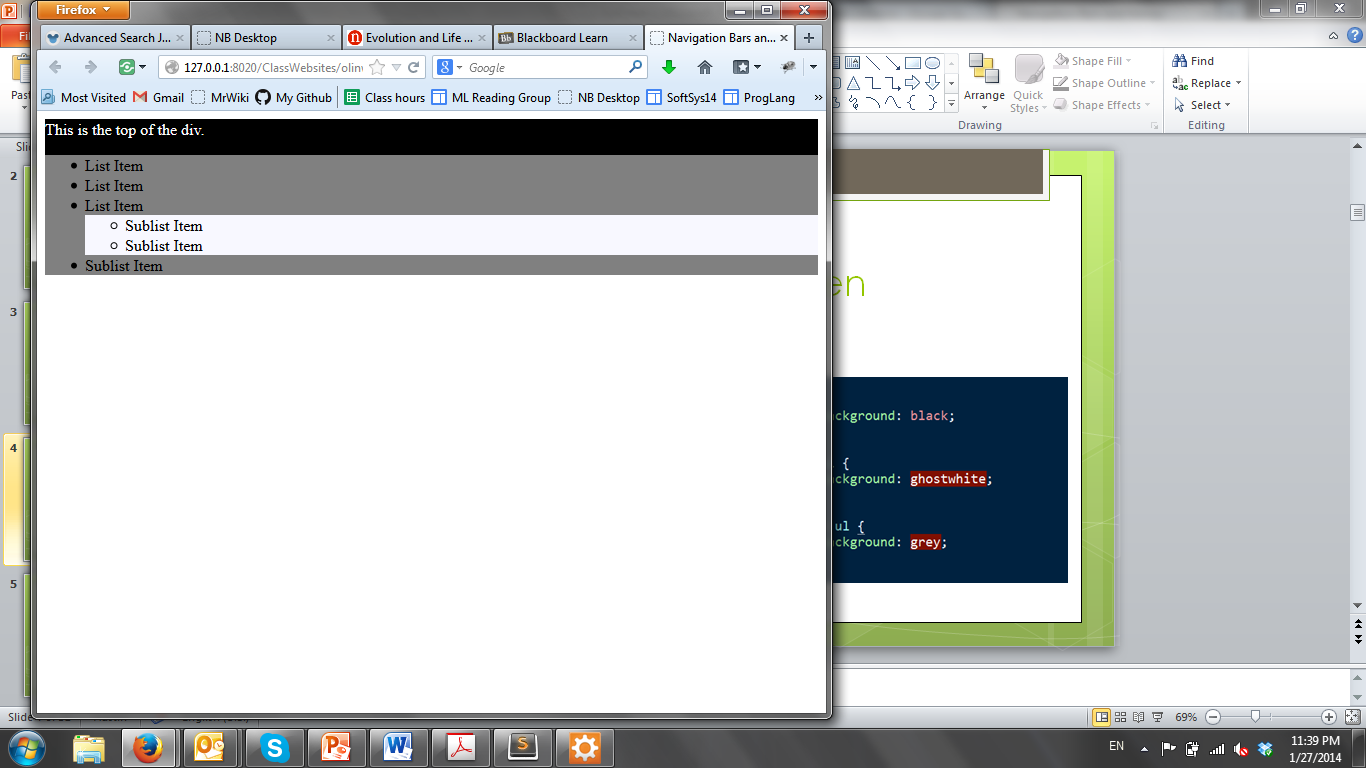 Firefox
Advanced Search J...
NB Desktop
Evolution and Life ...
Blackboard Learn
Navigation Bars an...
127.0.0.1:8020/ClassWebsites/olin
Google
Most Visited
Gmail
MrWiki
My Github
Class hours
ML Reading Group
NB Desktop
SoftSys14
ProgLang
»
This is the top of the div.
List Item
List Item
List Item
Sublist Item
Sublist Item
Sublist Item
Arrange
Quick
Styles
Shape Fill
Shape Outline
Shape Effects
Drawing
Find
Replace
Select
Editing
2
3
4
5
en
ckground: black;
{
ckground: ghostwhite;
ul {
ckground: grey;
69%
EN
11:39 PM
1/27/2014